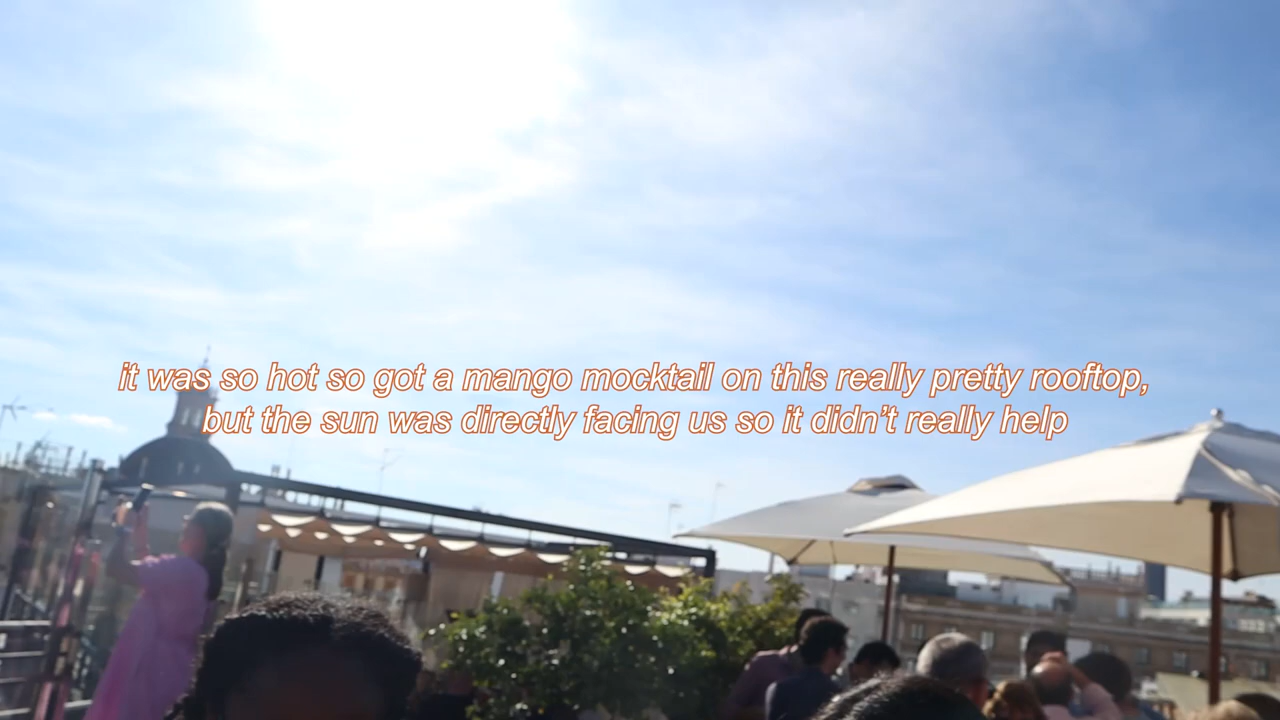 it was so hot so got a mango mocktail on this really pretty rooftop,
but the sun was directly facing us so it didn't really help